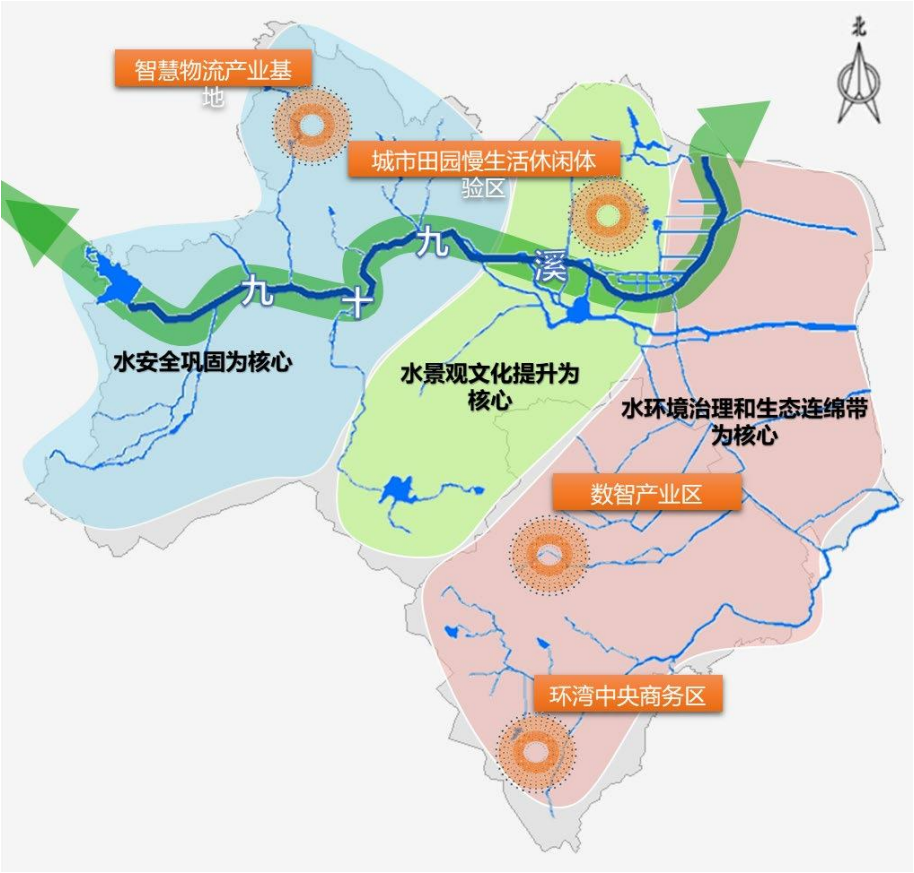 北
智慧物流产业基
地
城市田园慢生活休闲体
验区
九
十
九
溪
水安全巩固为核心
水景观文化提升为
核心
水环境治理和生态连绵带
为核心
数智产业区
环湾中央商务区